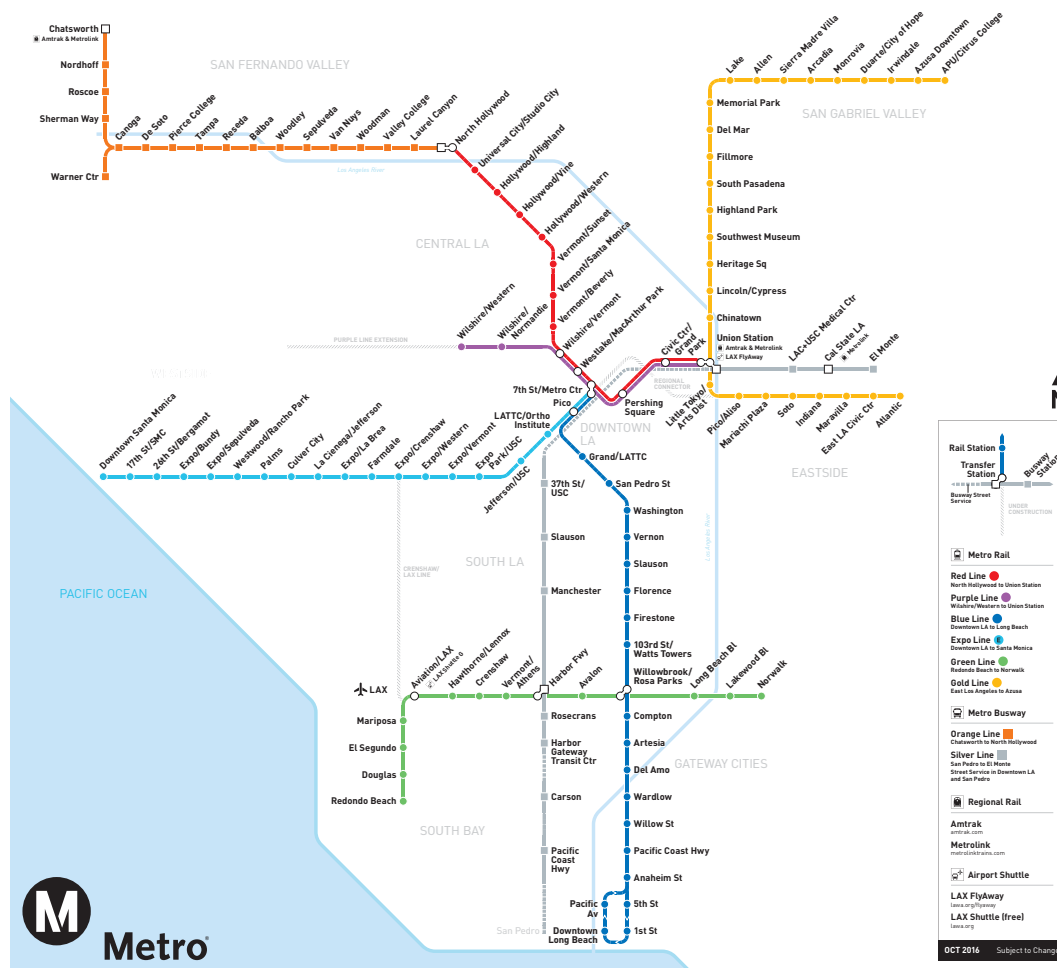 Chatsworth
Amtrak & Metrolink
Nordhoff
Roscoe
Sherman Way
Warner Ctr
SAN FERNANDO VALLEY
Canoga
De Soto
Pierce College
Tampa
Reseda
Balboa
Woodley
Sepulveda
Van Nuys
Woodman
Valley College
Laurel Canyon
North Hollywood
Universal City/Studio City
Hollywood/Highland
Hollywood/Vine
Hollywood/Western
Vermont/Sunset
Vermont/Santa Monica
Vermont/Beverly
Los Angeles River
CENTRAL LA
Lake
Allen
Sierra Madre Villa
Arcadia
Monrovia
Duarte/City of Hope
Irwindale
Azusa Downtown
APU/Citrus College
SAN GABRIEL VALLEY
Memorial Park
Del Mar
Fillmore
South Pasadena
Highland Park
Southwest Museum
Heritage Sq
Lincoln/Cypress
Chinatown
Union Station
Amtrak & Metrolink
LAX FlyAway
LAC+USC Medical Ctr
Cal State LA
Metrolink
El Monte
PURPLE LINE EXTENSION
Wilshire/Western
Wilshire/
Normandie
Wilshire/Vermont
Westlake/MacArthur Park
Civic Ctr/
Grand
Park
REGIONAL
CONNECTOR
7th St/Metro Ctr
Pico
Pershing
Square
Little Tokyo/
Arts Dist
DOWNTOWN
LA
Pico/Aliso
Mariachi Plaza
Soto
Indiana
Maravilla
East LA Civic Ctr
Atlantic
EASTSIDE
WESTSIDE
Downtown Santa Monica
17th St/SMC
26th St/Bergamot
Expo/Bundy
Expo/Sepulveda
Westwood/Rancho Park
Palms
Culver City
La Cienega/Jefferson
Expo/La Brea
Farmdale
Expo/Crenshaw
Expo/Western
Expo/Vermont
Expo
Park/USC
Jefferson/USC
LATTC/Ortho
Institute
Grand/LATTC
San Pedro St
37th St/
USC
Washington
Slauson
Vernon
Slauson
SOUTH LA
CRENSHAW/
LAX LINE
Manchester
Florence
Firestone
103rd St/
Watts Towers
Los Angeles River
PACIFIC OCEAN
LAX
Aviation/LAX
LAX Shuttle G
Hawthorne/Lennox
Crenshaw
Vermont/
Athens
Harbor Fwy
Avalon
Willowbrook/
Rosa Parks
Long Beach Bl
Lakewood Bl
Norwalk
Mariposa
El Segundo
Douglas
Redondo Beach
Rosecrans
Harbor
Gateway
Transit Ctr
Carson
Pacific
Coast
Hwy
San Pedro
Compton
Artesia
Del Amo
Wardlow
Willow St
Pacific Coast Hwy
Anaheim St
5th St
1st St
Pacific
Av
Downtown
Long Beach
GATEWAY CITIES
SOUTH BAY
M
Metro
N
Rail Station
Transfer
Station
Busway
Station
Busway Street
Service
UNDER
CONSTRUCTION
Metro Rail
Red Line
North Hollywood to Union Station
Purple Line
Wilshire/Western to Union Station
Blue Line
Downtown LA to Long Beach
Expo Line E
Downtown LA to Santa Monica
Green Line
Redondo Beach to Norwalk
Gold Line
East Los Angeles to Azusa
Metro Busway
Orange Line
Chatsworth to North Hollywood
Silver Line
San Pedro to El Monte
Street Service in Downtown LA
and San Pedro
Regional Rail
Amtrak
amtrak.com
Metrolink
metrolinktrains.com
Airport Shuttle
LAX FlyAway
lawa.org/flyaway
LAX Shuttle (free)
lawa.org
OCT 2016 Subject to Change